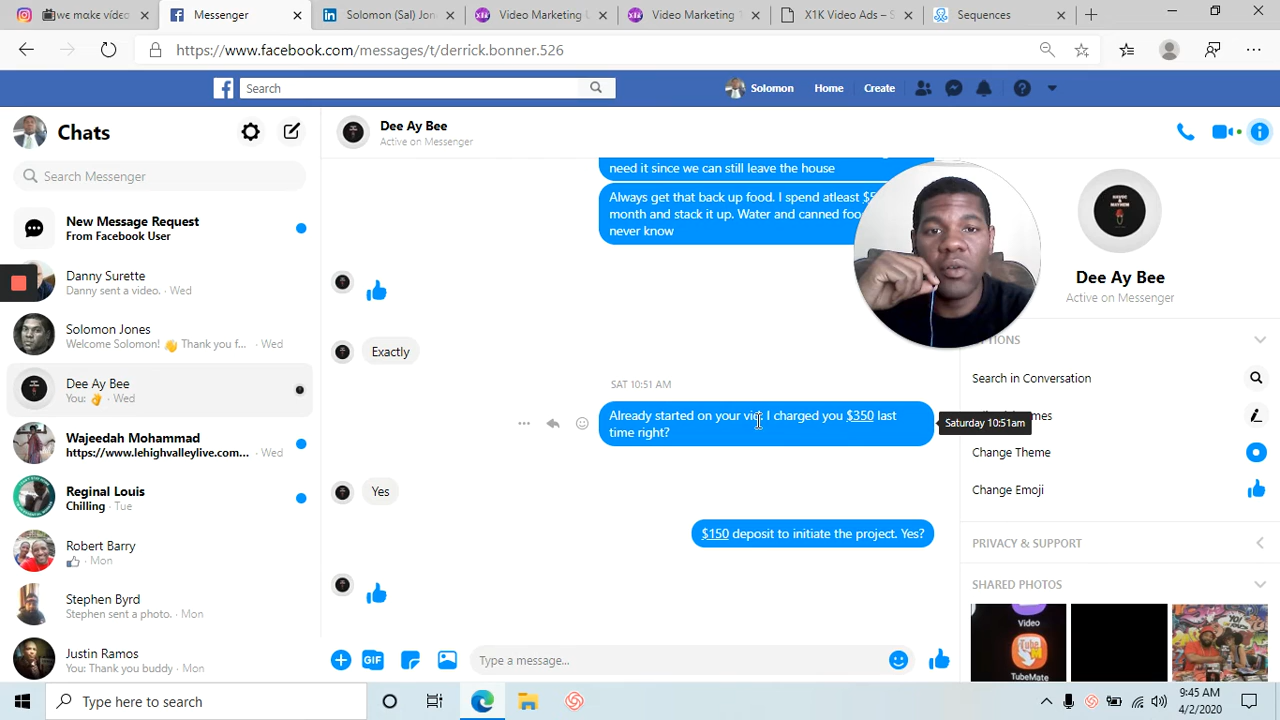 we make video
Facebook
Messenger
Solomon (Sal) Jone
Video Marketing
Video Marketing T
X1K Video Ads – S
Sequences
https://www.facebook.com/messages/t/derrick.bonner.526
Search
Solomon
Home
Create
Chats
Search Messenger
New Message Request
From Facebook User
Danny Surette
Danny sent a video. · Wed
Solomon Jones
Welcome Solomon! 👋 Thank you f... · Wed
Dee Ay Bee
You: 👌 · Wed
Wajeedah Mohammad
https://www.lehighvalleylive.com... · Wed
Reginal Louis
Chilling · Tue
Robert Barry
· Mon
Stephen Byrd
Stephen sent a photo. · Mon
Justin Ramos
You: Thank you buddy · Mon
Dee Ay Bee
Active on Messenger
need it since we can still leave the house
Always get that back up food. I spend atleast
month and stack it up. Water and canned
never know
Exactly
SAT 10:51 AM
Already started on your I charged you $350 last
time right?
Saturday 10:51am
Yes
$150 deposit to initiate the project. Yes?
Type a message...
GIF
Dee Ay Bee
Active on Messenger
Search in Conversation
Change Theme
Change Emoji
PRIVACY & SUPPORT
SHARED PHOTOS
Video
TubeMate
Type here to search
9:45 AM
4/2/2020